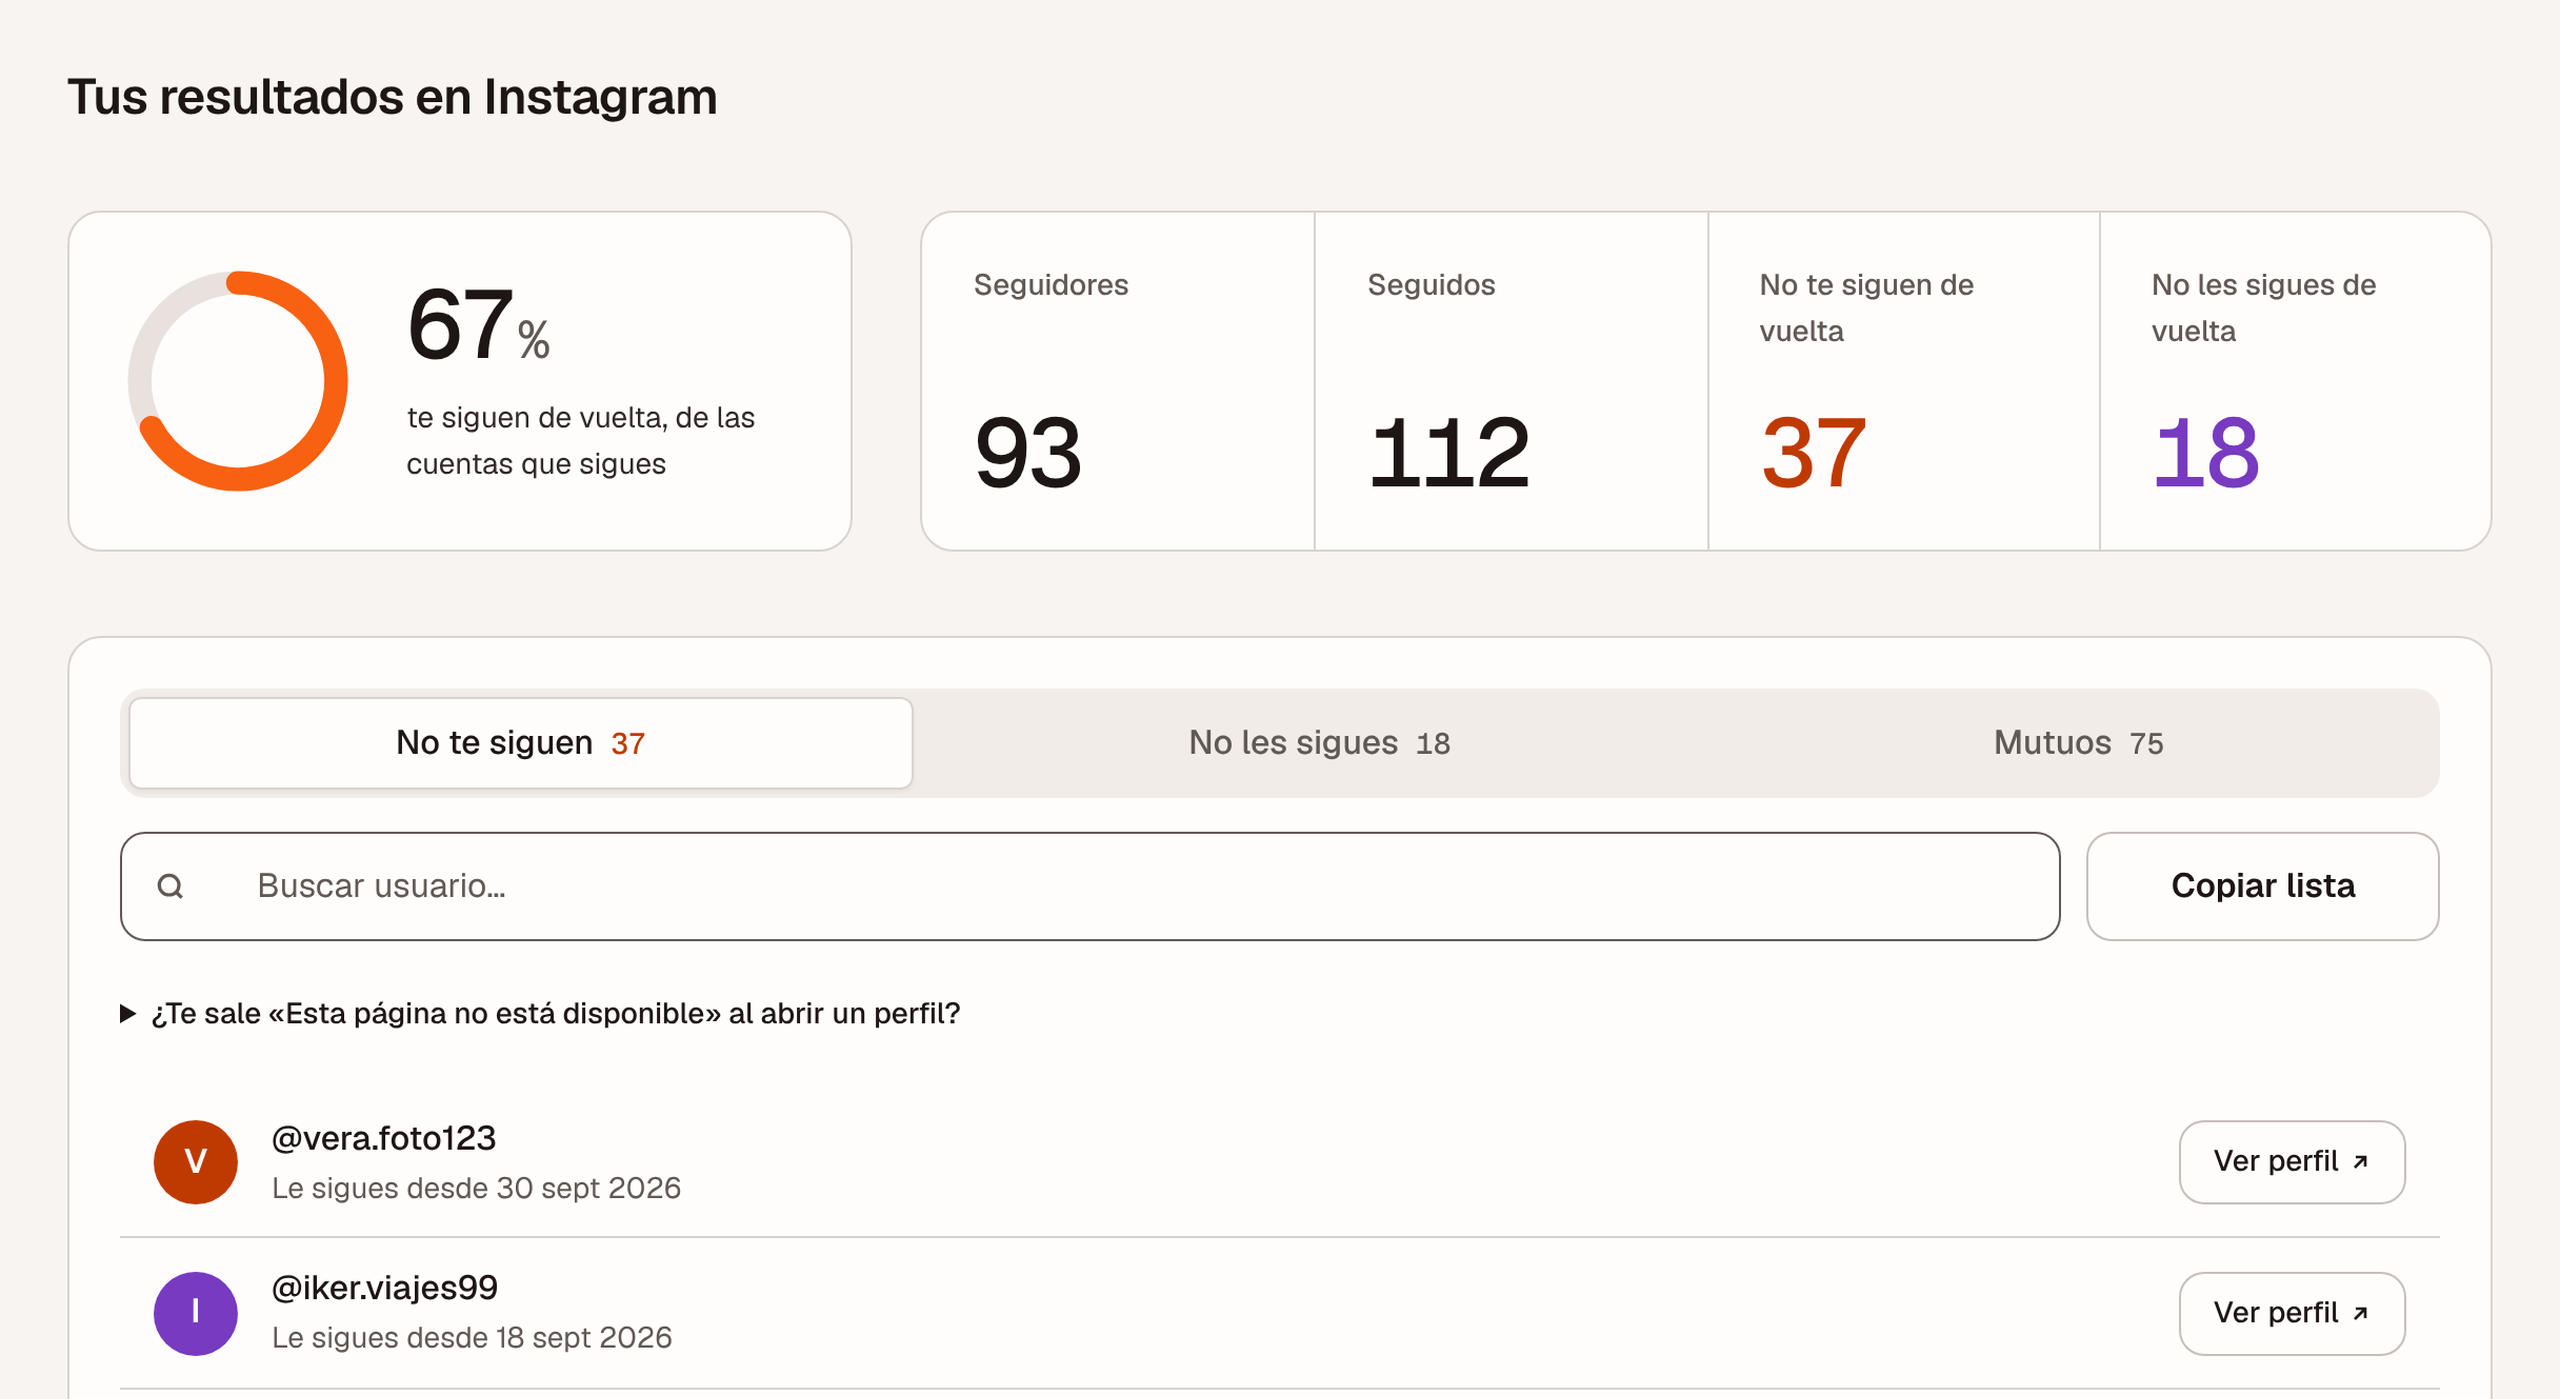 Tus resultados en Instagram
67%
te siguen de vuelta, de las
cuentas que sigues
Seguidores
93
Seguidos
112
No te siguen de
vuelta
37
No les sigues de
vuelta
18
No te siguen 37
No les sigues 18
Mutuos 75
Buscar usuario...
Copiar lista
¿Te sale «Esta página no está disponible» al abrir un perfil?
V
@vera.foto123
Le sigues desde 30 sept 2026
Ver perfil ↗
I
@iker.viajes99
Le sigues desde 18 sept 2026
Ver perfil ↗